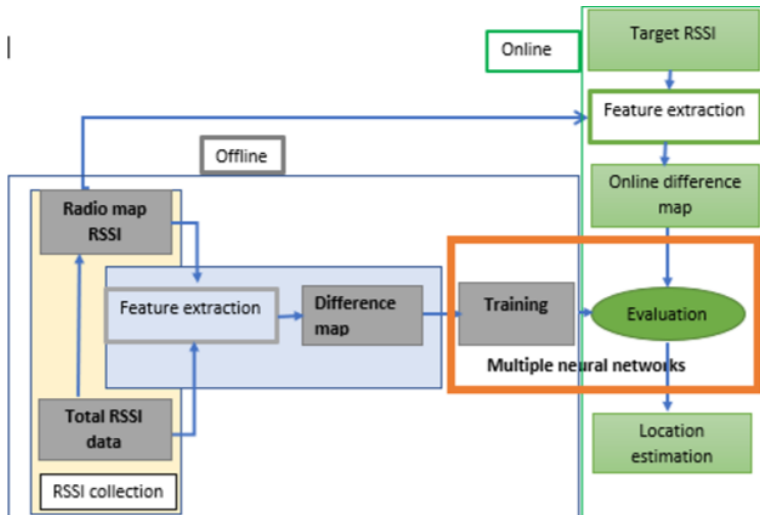 Target RSSI
Online
Feature extraction
Offline
Online difference
map
Radio map
RSSI
Feature extraction
Difference
map
Training
Evaluation
Multiple neural networks
Total RSSI
data
Location
estimation
RSSI collection